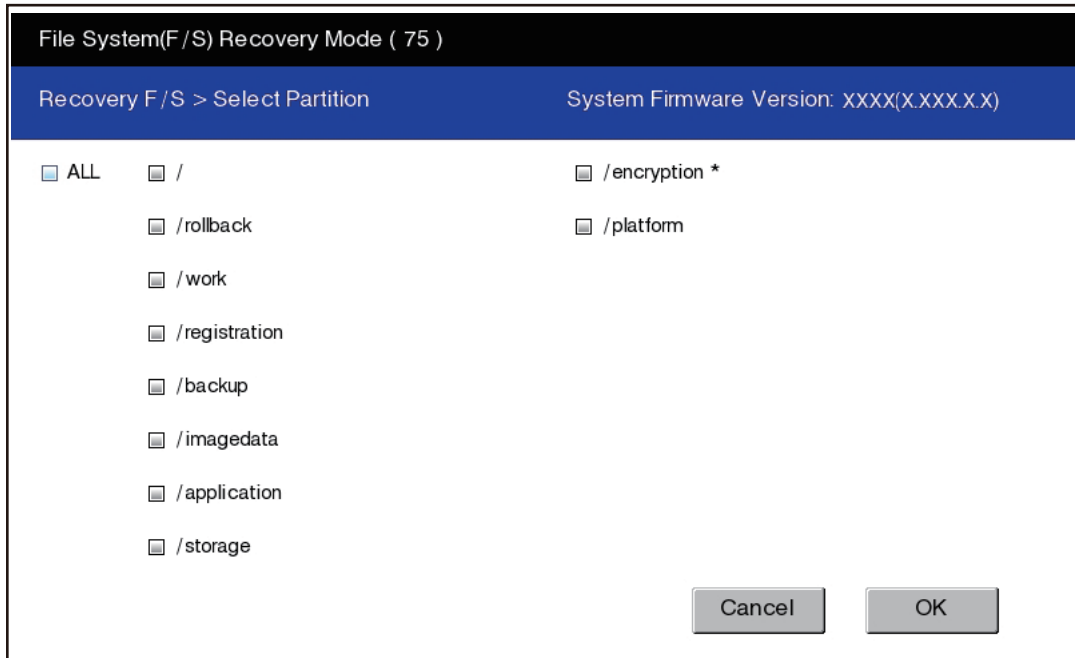 File System(F/S) Recovery Mode ( 75 )
Recovery F/S > Select Partition System Firmware Version: XXXX(X.XXX.X.X)
ALL / /encryption *
/rollback /platform
/work
/registration
/backup
/imagedata
/application
/storage
Cancel OK